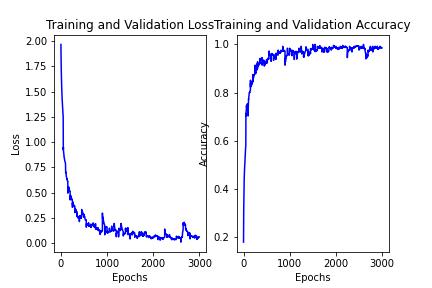 Training and Validation Loss
2.00
1.75
1.50
1.25
1.00
0.75
0.50
0.25
0.00
Loss
0 1000 2000 3000
Epochs
Training and Validation Accuracy
1.0
0.8
0.6
0.4
0.2
Accuracy
0 1000 2000 3000
Epochs